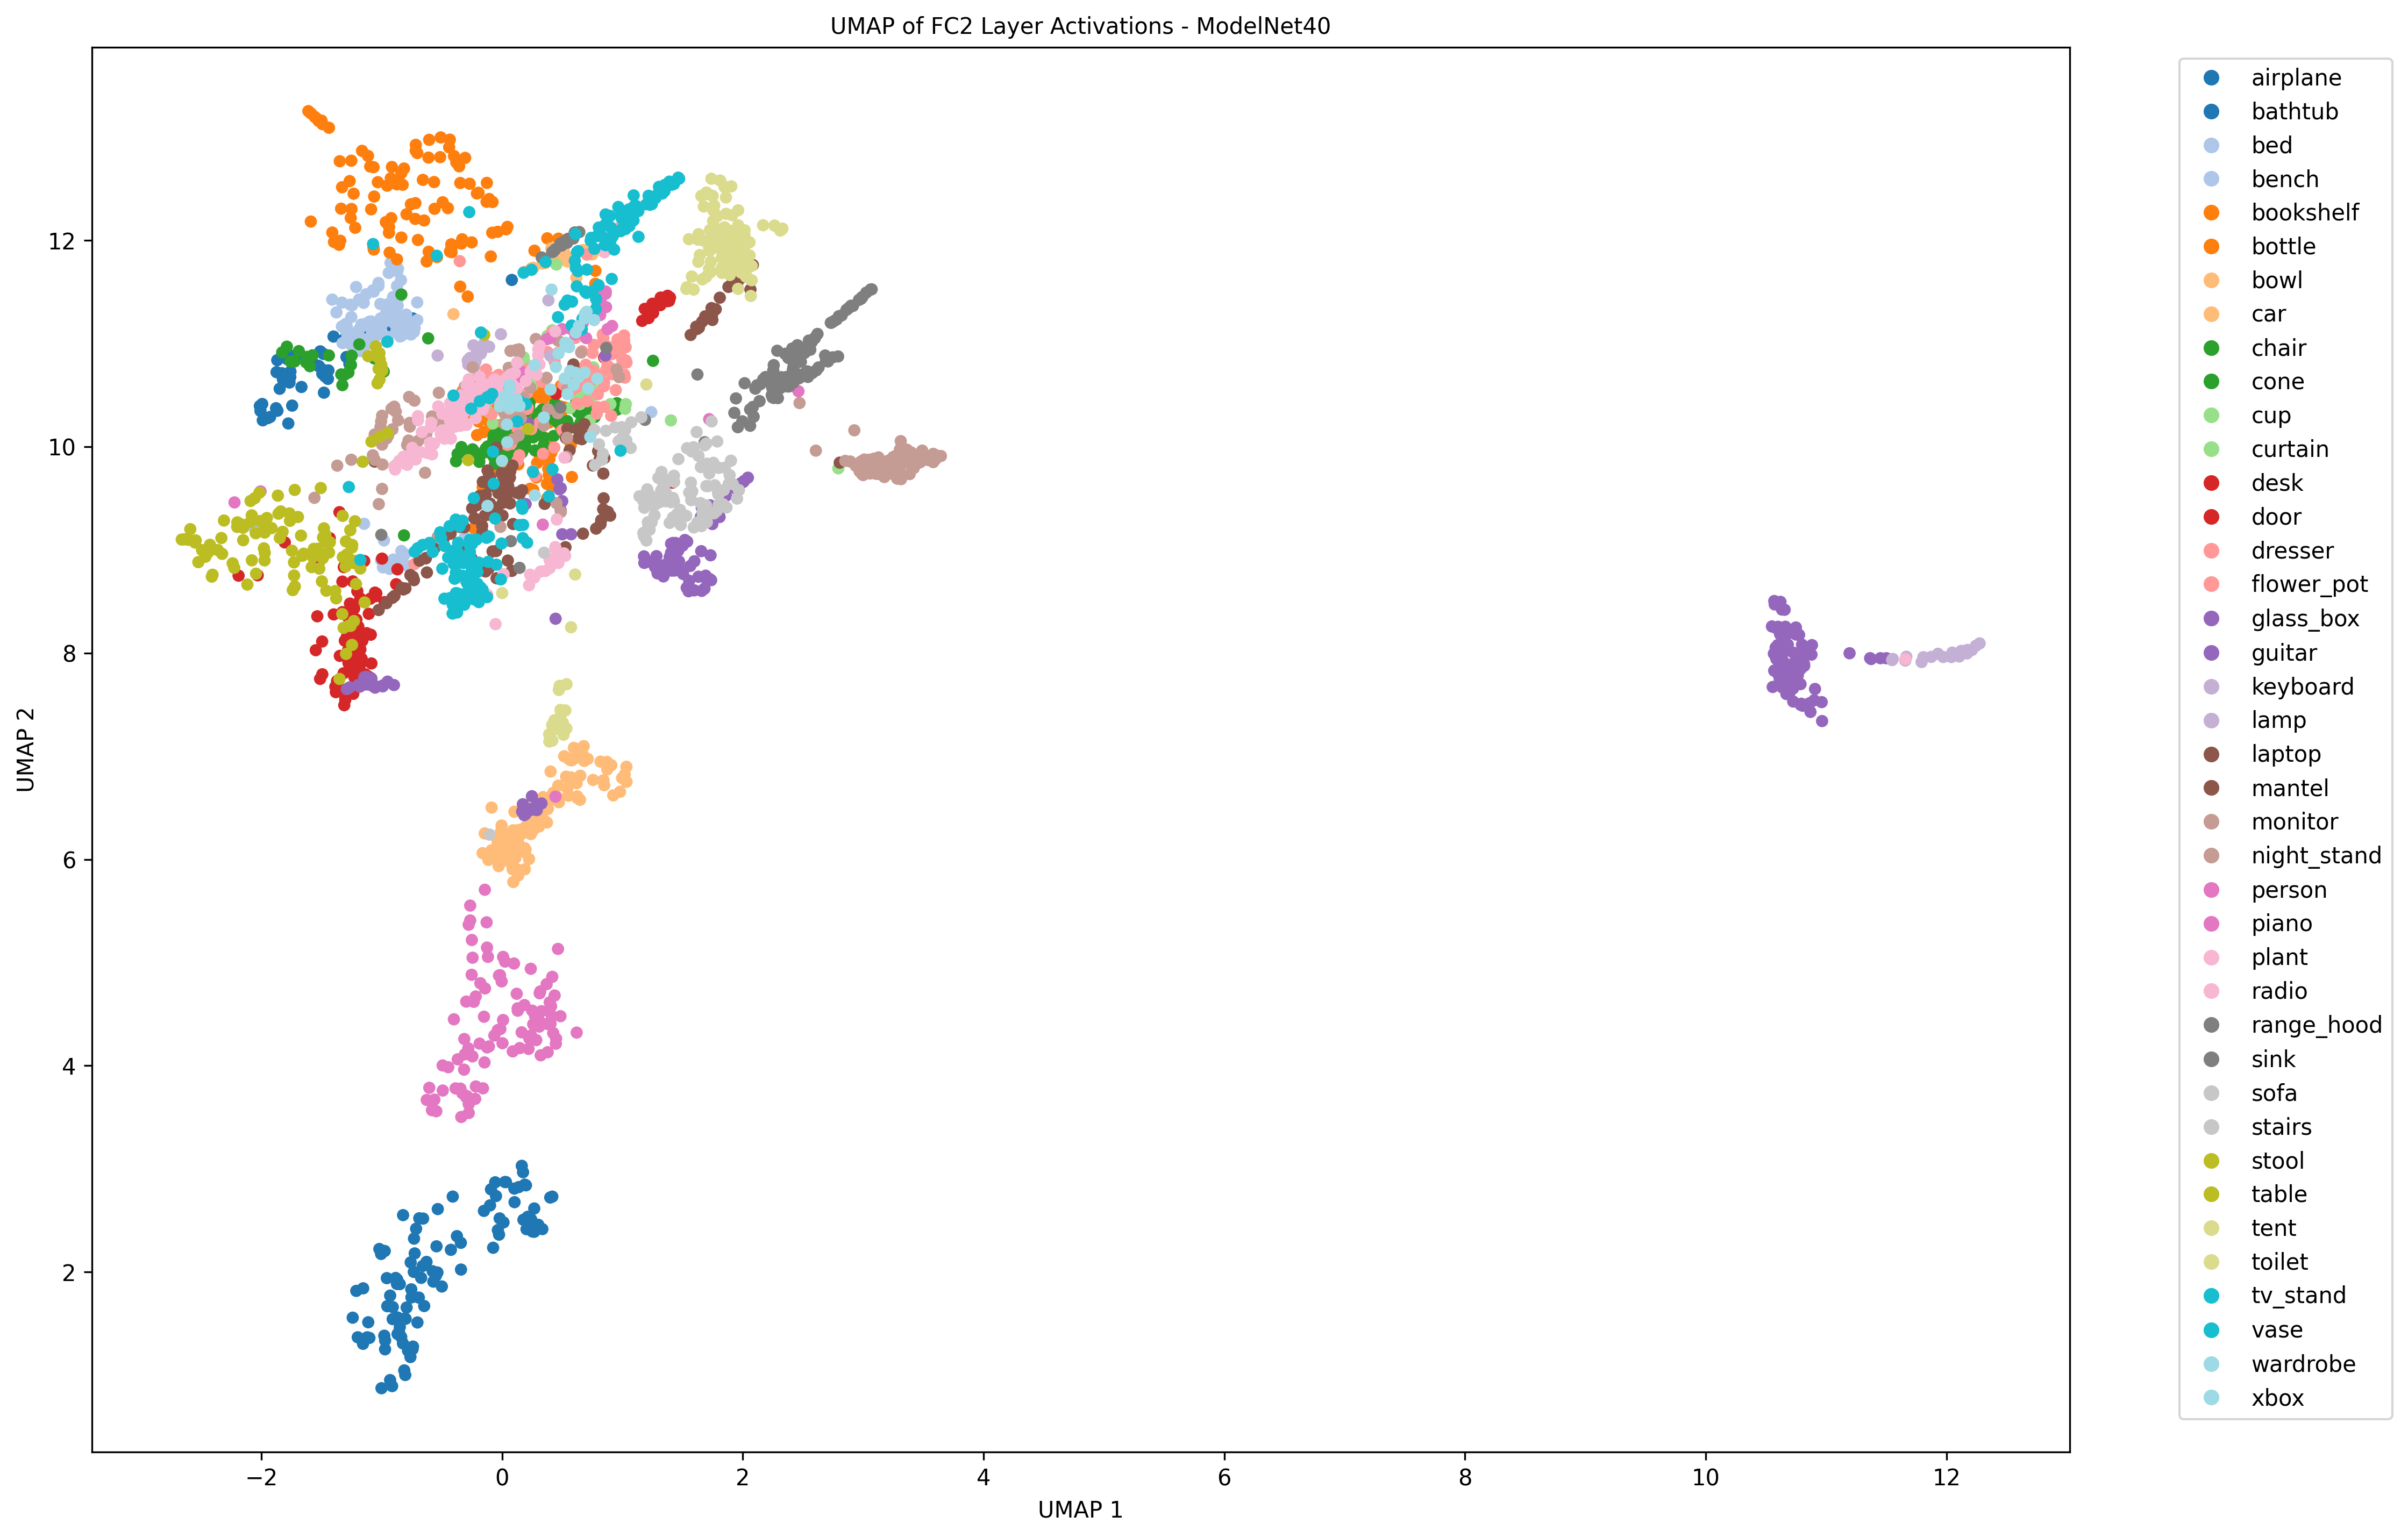 UMAP of FC2 Layer Activations - ModelNet40
UMAP 2
12
10
8
6
4
2
−2
0
2
4
6
8
10
12
UMAP 1
airplane
bathtub
bed
bench
bookshelf
bottle
bowl
car
chair
cone
cup
curtain
desk
door
dresser
flower_pot
glass_box
guitar
keyboard
lamp
laptop
mantel
monitor
night_stand
person
piano
plant
radio
range_hood
sink
sofa
stairs
stool
table
tent
toilet
tv_stand
vase
wardrobe
xbox